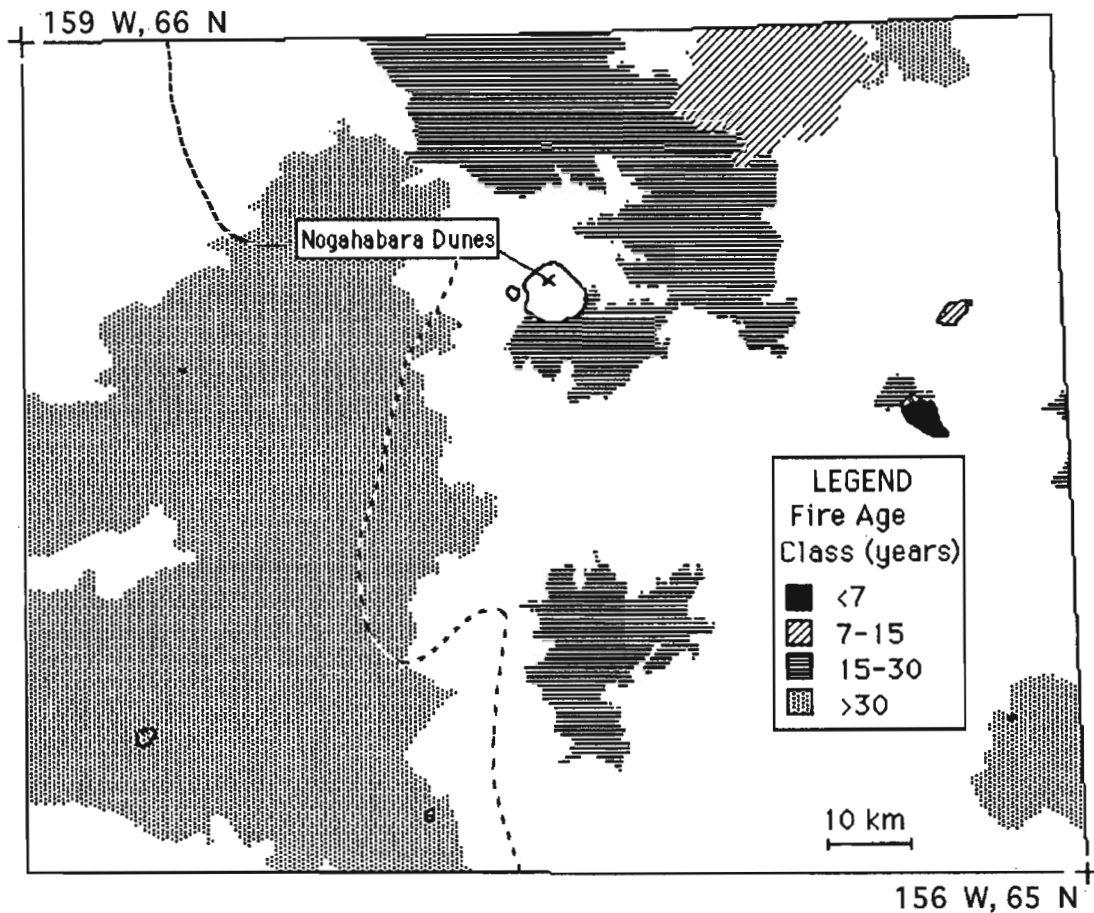 159 W, 66 N
Nogahabara Dunes
LEGEND
Fire Age
Class (years)
<7
7-15
15-30
>30
10 km
156 W, 65 N